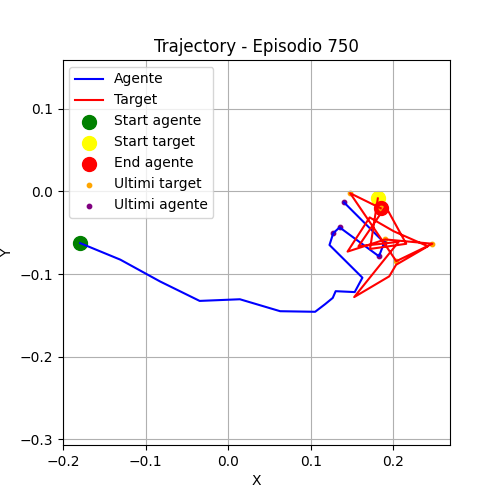 Trajectory - Episodio 750
Agente
Target
Start agente
Start target
End agente
Ultimi target
Ultimi agente
0.1
0.0
−0.1
−0.2
−0.3
Y
−0.2
−0.1
0.0
0.1
0.2
X